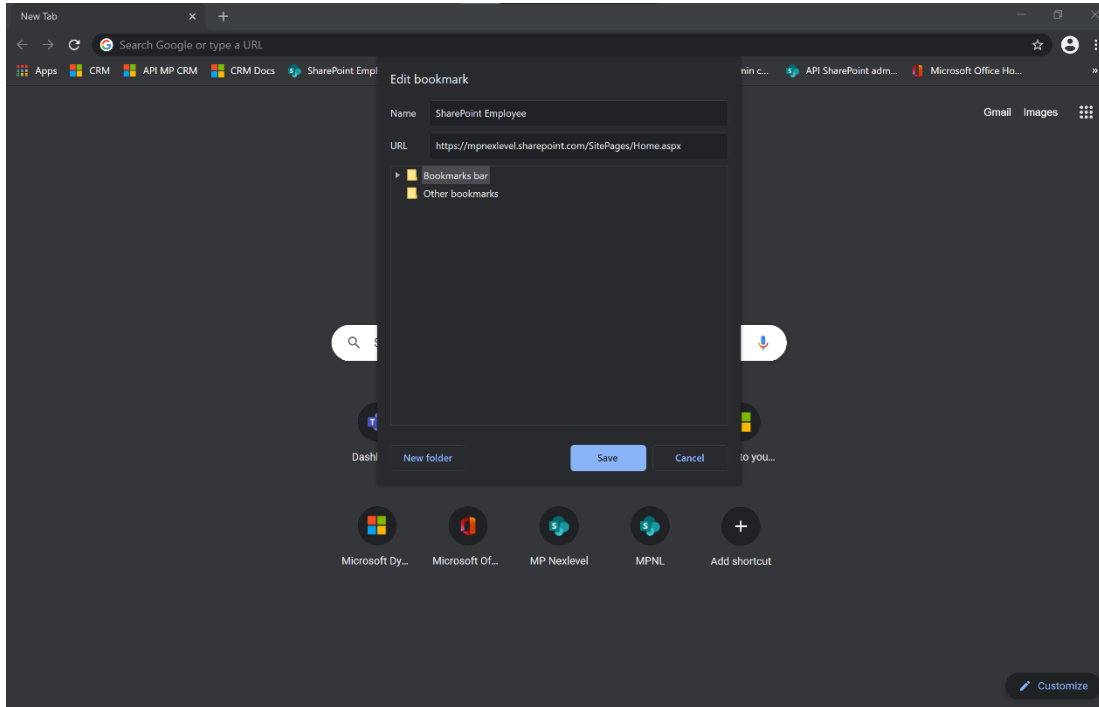 New Tab
Search Google or type a URL
Apps CRM API MP CRM CRM Docs SharePoint Empl nin c... API SharePoint adm... Microsoft Office Ho... »
Edit bookmark
Gmail Images
Name SharePoint Employee
URL https://mpnexlevel.sharepoint.com/SitePages/Home.aspx
Bookmarks bar
Other bookmarks
Dashl to you...
New folder Save Cancel
Microsoft Dy... Microsoft Of... MP Nexlevel MPNL Add shortcut
Customize